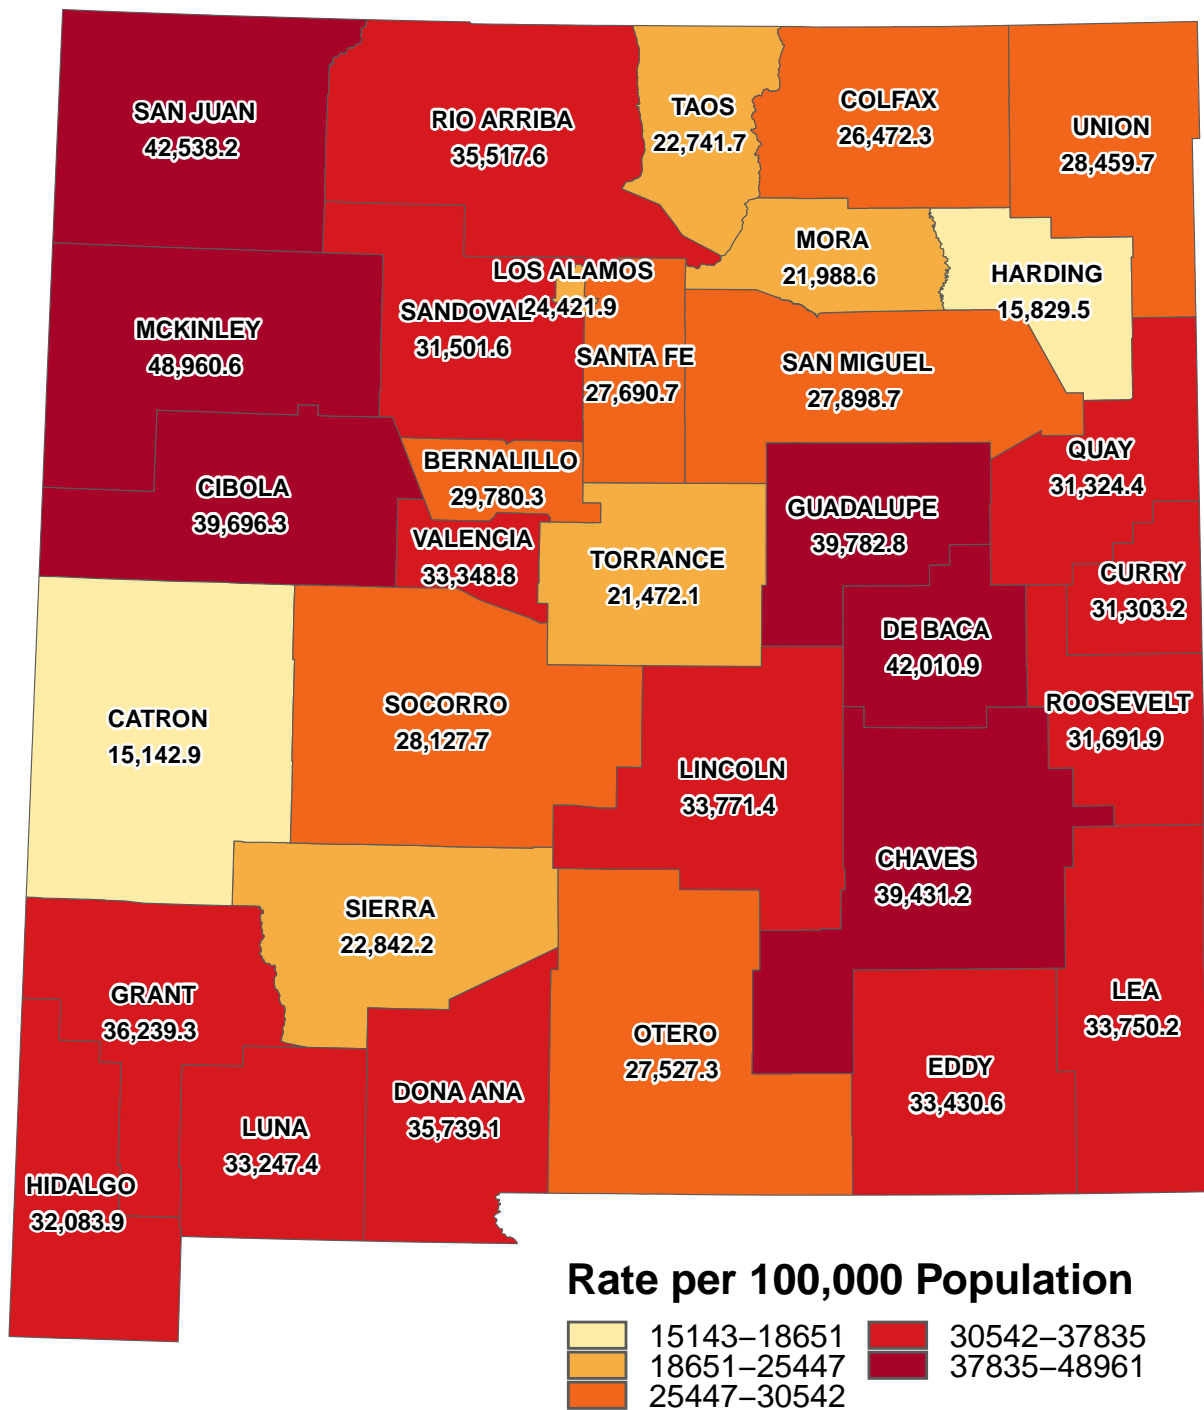 SAN JUAN
42,538.2
RIO ARRIBA
35,517.6
TAOS
22,741.7
COLFAX
26,472.3
UNION
28,459.7
MORA
21,988.6
HARDING
15,829.5
LOS ALAMOS
24,421.9
SANDOVAL
31,501.6
MCKINLEY
48,960.6
SANTA FE
27,690.7
SAN MIGUEL
27,898.7
QUAY
31,324.4
BERNALILLO
29,780.3
CIBOLA
39,696.3
GUADALUPE
39,782.8
VALENCIA
33,348.8
TORRANCE
21,472.1
CURRY
31,303.2
DE BACA
42,010.9
CATRON
15,142.9
SOCORRO
28,127.7
ROOSEVELT
31,691.9
LINCOLN
33,771.4
CHAVES
39,431.2
SIERRA
22,842.2
GRANT
36,239.3
LEA
33,750.2
OTERO
27,527.3
EDDY
33,430.6
DONA ANA
35,739.1
LUNA
33,247.4
HIDALGO
32,083.9
Rate per 100,000 Population
15143–18651
18651–25447
25447–30542
30542–37835
37835–48961